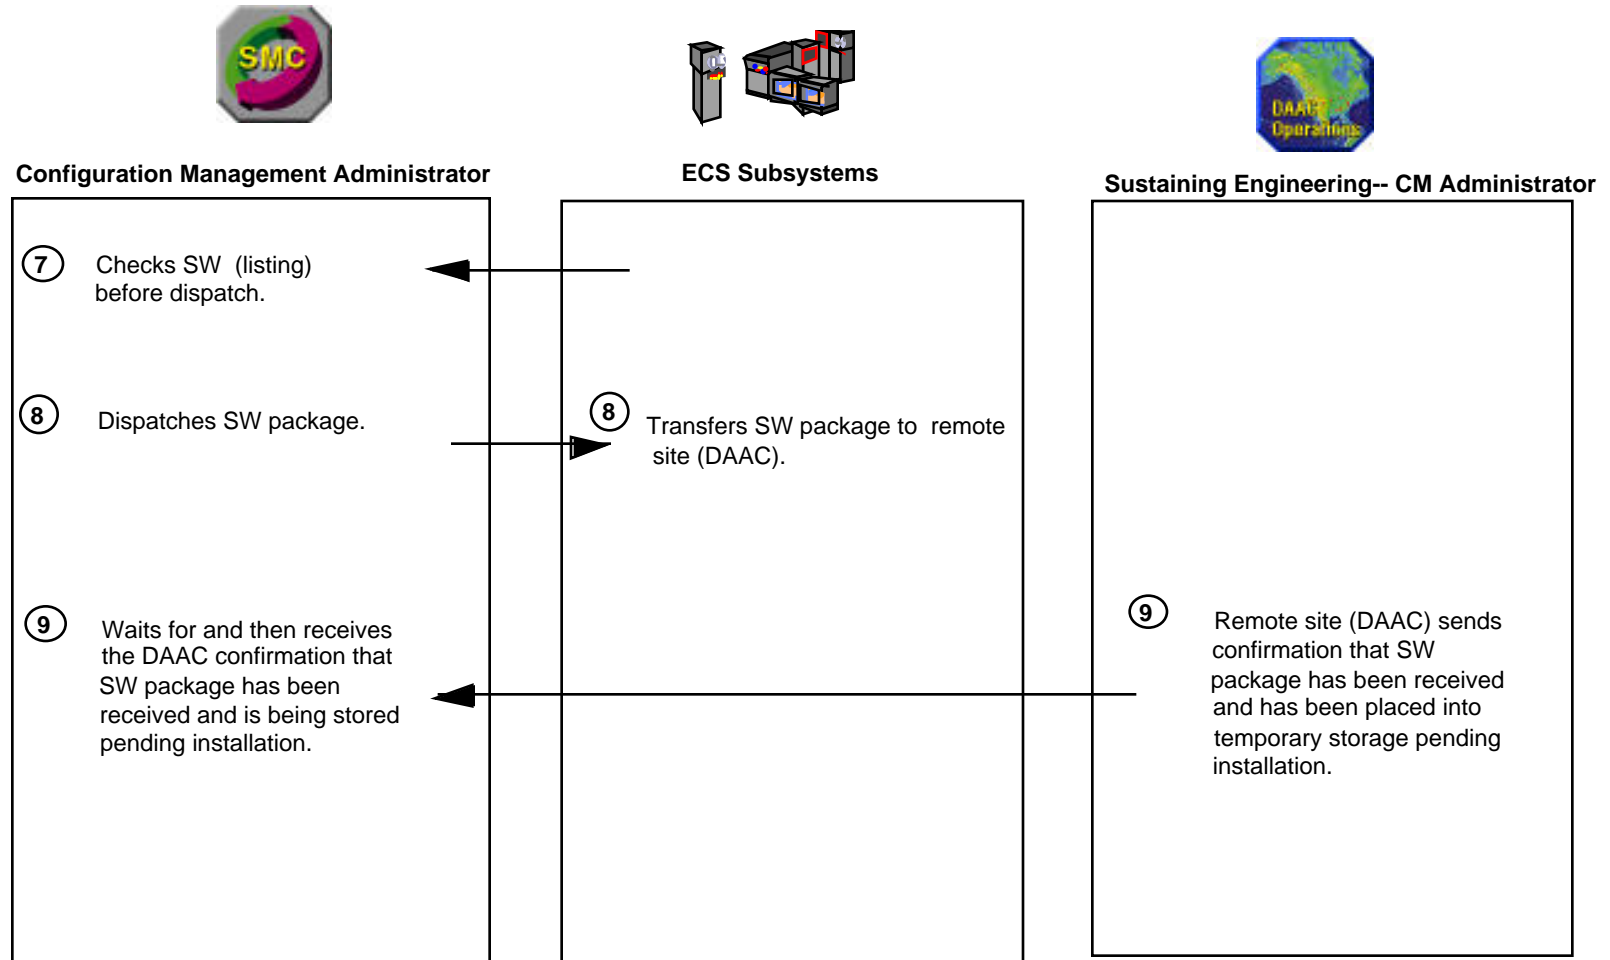 SMC
DAAC
Operations
Configuration Management Administrator
ECS Subsystems
Sustaining Engineering-- CM Administrator
7
Checks SW (listing)
before dispatch.
8
Dispatches SW package.
8
Transfers SW package to remote
site (DAAC).
9
Waits for and then receives
the DAAC confirmation that
SW package has been
received and is being stored
pending installation.
9
Remote site (DAAC) sends
confirmation that SW
package has been received
and has been placed into
temporary storage pending
installation.